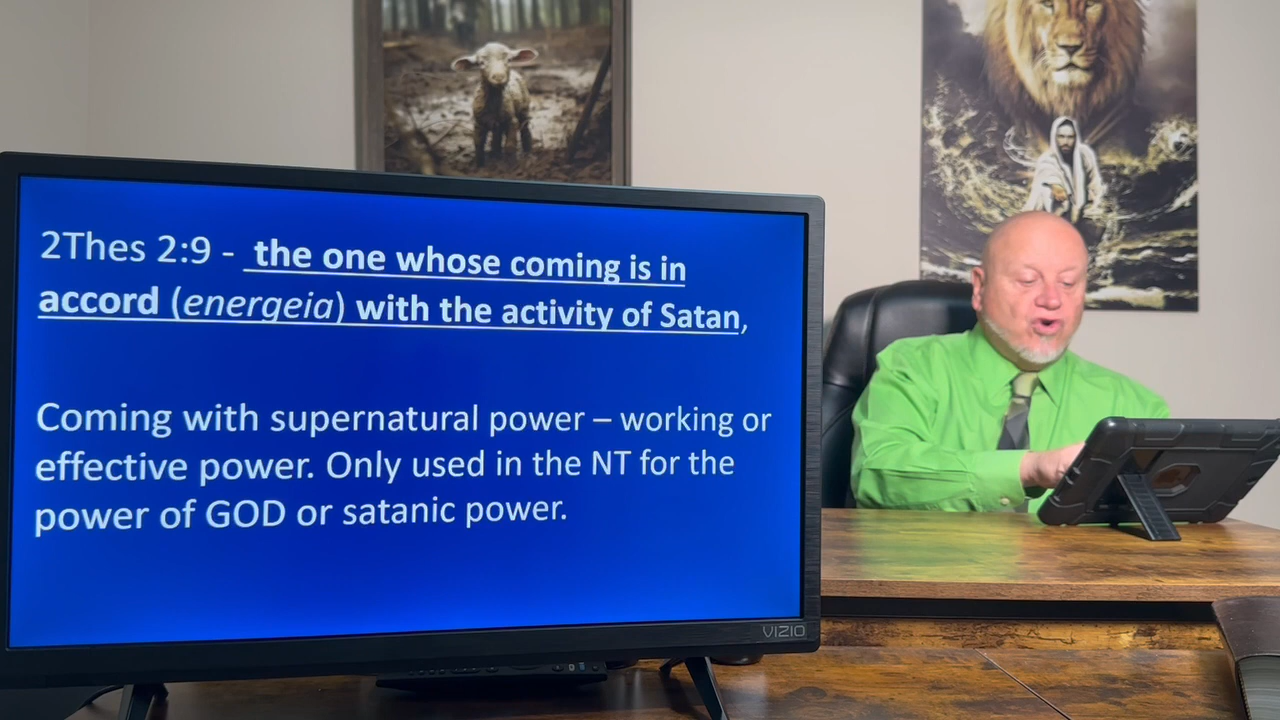 2Thes 2:9 - the one whose coming is in
accord (energeia) with the activity of Satan,
Coming with supernatural power – working or
effective power. Only used in the NT for the
power of GOD or satanic power.
VIZIO